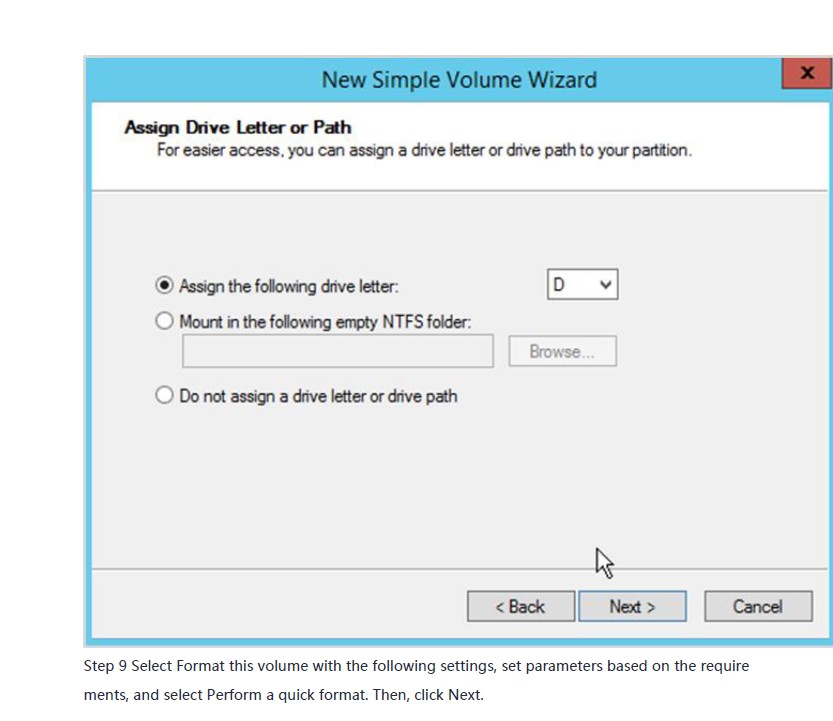 New Simple Volume Wizard
x
Assign Drive Letter or Path
For easier access, you can assign a drive letter or drive path to your partition.
Assign the following drive letter:
D
Mount in the following empty NTFS folder:
Browse...
Do not assign a drive letter or drive path
< Back
Next >
Cancel
Step 9 Select Format this volume with the following settings, set parameters based on the require
ments, and select Perform a quick format. Then, click Next.